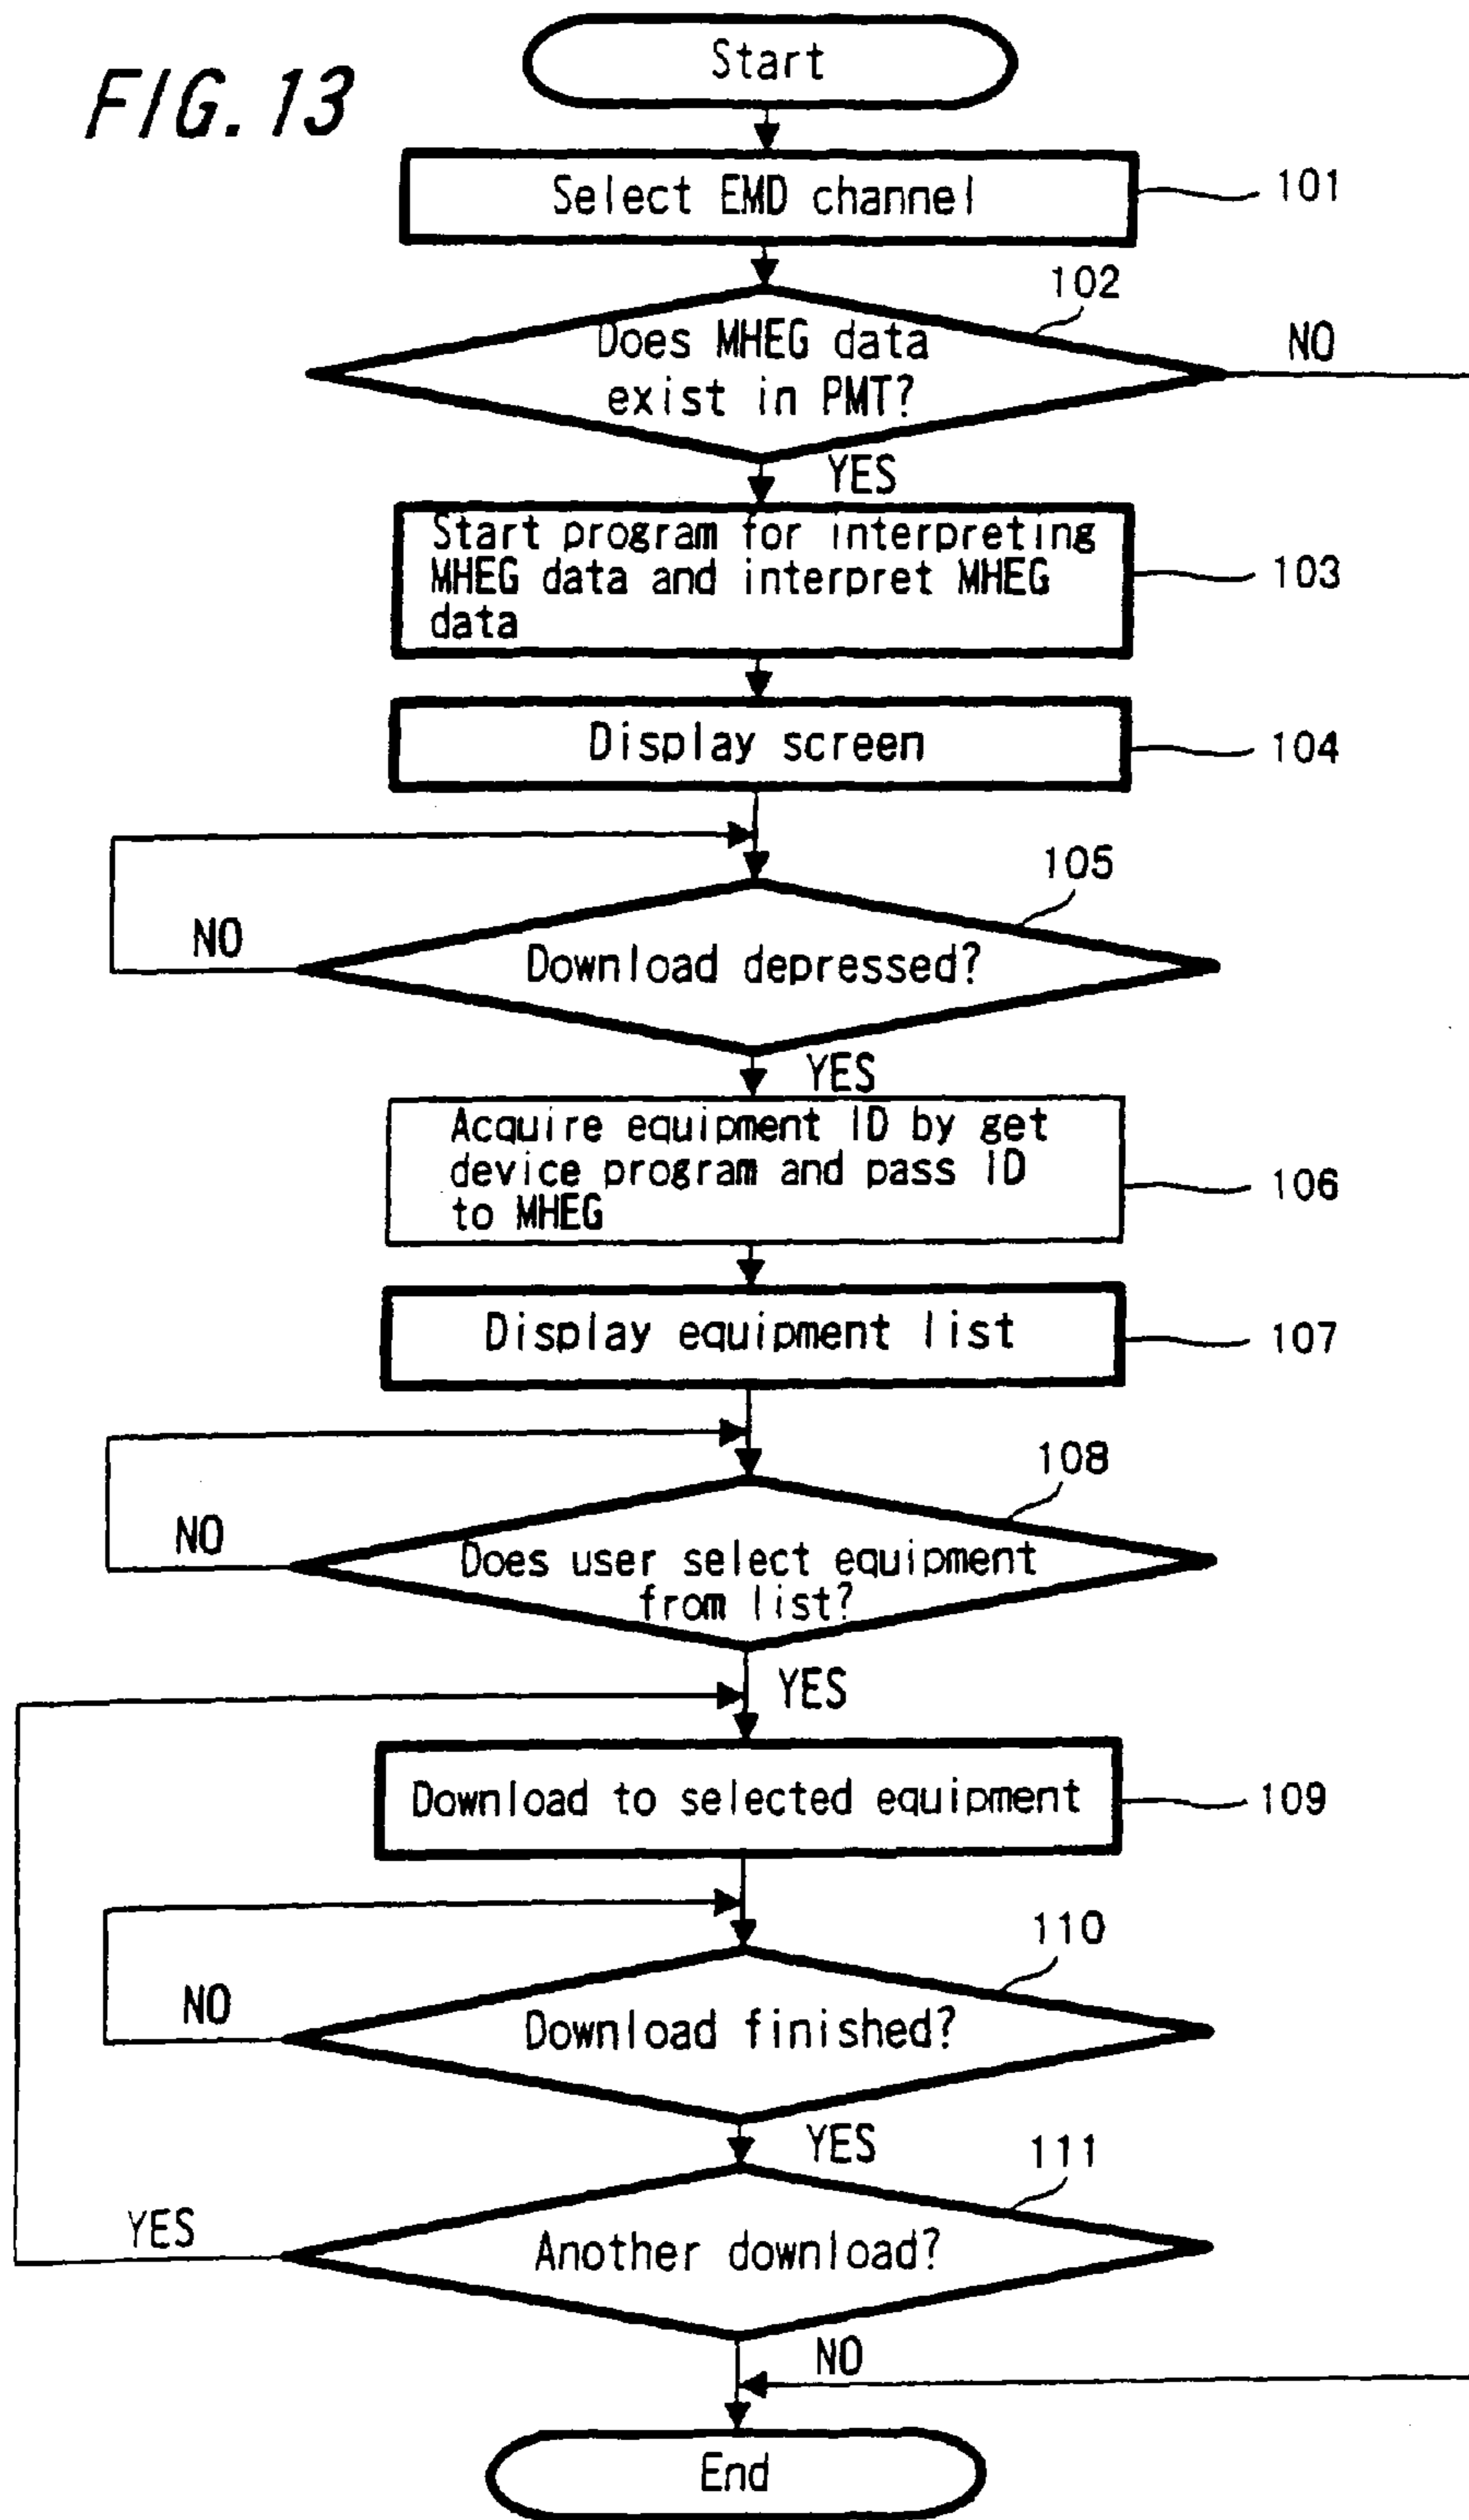 FIG. 13
Start
Select EMD channel
101
102
Does MHEG data
exist in PMT?
NO
YES
Start program for interpreting
MHEG data and interpret MHEG
data
103
Display screen
104
105
NO
Download depressed?
YES
Acquire equipment ID by get
device program and pass ID
to MHEG
106
Display equipment list
107
108
NO
Does user select equipment
from list?
YES
Download to selected equipment
109
110
NO
Download finished?
YES
111
YES
Another download?
NO
End